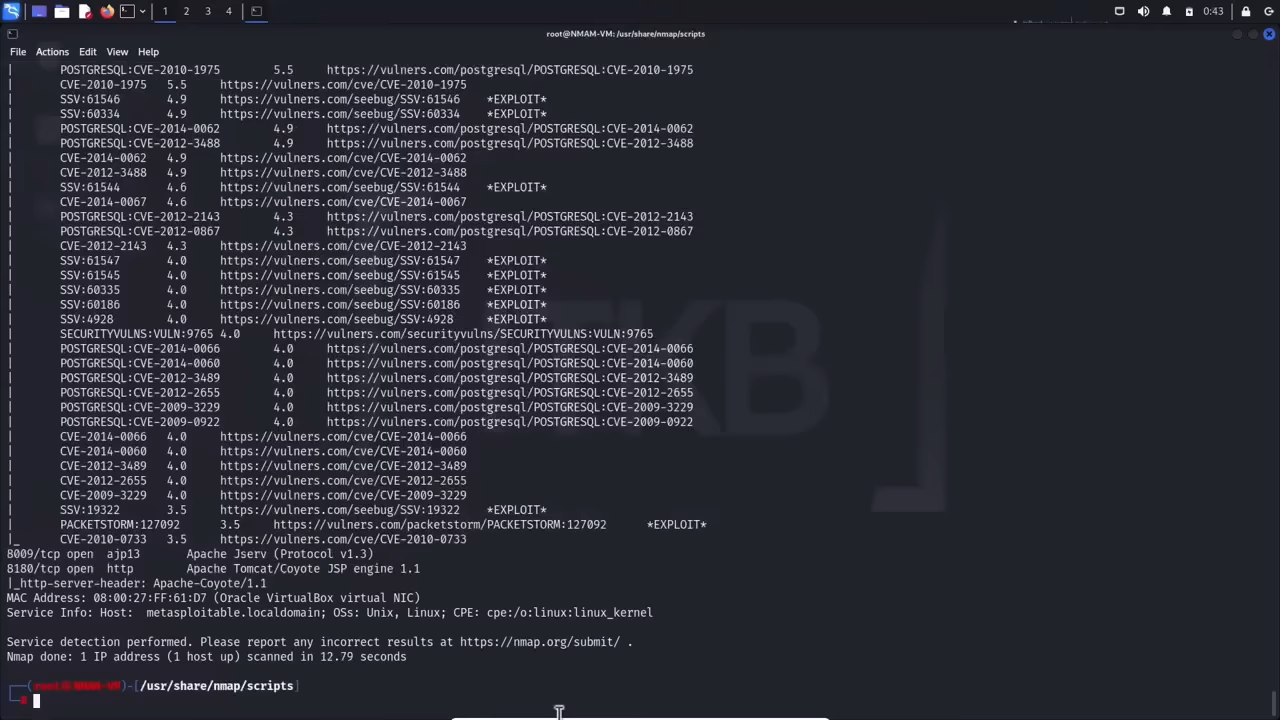 1 2 3 4 0:43
root@NMAM-VM: /usr/share/nmap/scripts
File Actions Edit View Help
| POSTGRESQL:CVE-2010-1975 5.5 https://vulners.com/postgresql/POSTGRESQL:CVE-2010-1975
| CVE-2010-1975 5.5 https://vulners.com/cve/CVE-2010-1975
| SSV:61546 4.9 https://vulners.com/seebug/SSV:61546 *EXPLOIT*
| SSV:60334 4.9 https://vulners.com/seebug/SSV:60334 *EXPLOIT*
| POSTGRESQL:CVE-2014-0062 4.9 https://vulners.com/postgresql/POSTGRESQL:CVE-2014-0062
| POSTGRESQL:CVE-2012-3488 4.9 https://vulners.com/postgresql/POSTGRESQL:CVE-2012-3488
| CVE-2014-0062 4.9 https://vulners.com/cve/CVE-2014-0062
| CVE-2012-3488 4.9 https://vulners.com/cve/CVE-2012-3488
| SSV:61544 4.6 https://vulners.com/seebug/SSV:61544 *EXPLOIT*
| CVE-2014-0067 4.6 https://vulners.com/cve/CVE-2014-0067
| POSTGRESQL:CVE-2012-2143 4.3 https://vulners.com/postgresql/POSTGRESQL:CVE-2012-2143
| POSTGRESQL:CVE-2012-0867 4.3 https://vulners.com/postgresql/POSTGRESQL:CVE-2012-0867
| CVE-2012-2143 4.3 https://vulners.com/cve/CVE-2012-2143
| SSV:61547 4.0 https://vulners.com/seebug/SSV:61547 *EXPLOIT*
| SSV:61545 4.0 https://vulners.com/seebug/SSV:61545 *EXPLOIT*
| SSV:60335 4.0 https://vulners.com/seebug/SSV:60335 *EXPLOIT*
| SSV:60186 4.0 https://vulners.com/seebug/SSV:60186 *EXPLOIT*
| SSV:4928 4.0 https://vulners.com/seebug/SSV:4928 *EXPLOIT*
| SECURITYVULNS:VULN:9765 4.0 https://vulners.com/securityvulns/SECURITYVULNS:VULN:9765
| POSTGRESQL:CVE-2014-0066 4.0 https://vulners.com/postgresql/POSTGRESQL:CVE-2014-0066
| POSTGRESQL:CVE-2014-0060 4.0 https://vulners.com/postgresql/POSTGRESQL:CVE-2014-0060
| POSTGRESQL:CVE-2012-3489 4.0 https://vulners.com/postgresql/POSTGRESQL:CVE-2012-3489
| POSTGRESQL:CVE-2012-2655 4.0 https://vulners.com/postgresql/POSTGRESQL:CVE-2012-2655
| POSTGRESQL:CVE-2009-3229 4.0 https://vulners.com/postgresql/POSTGRESQL:CVE-2009-3229
| POSTGRESQL:CVE-2009-0922 4.0 https://vulners.com/postgresql/POSTGRESQL:CVE-2009-0922
| CVE-2014-0066 4.0 https://vulners.com/cve/CVE-2014-0066
| CVE-2014-0060 4.0 https://vulners.com/cve/CVE-2014-0060
| CVE-2012-3489 4.0 https://vulners.com/cve/CVE-2012-3489
| CVE-2012-2655 4.0 https://vulners.com/cve/CVE-2012-2655
| CVE-2009-3229 4.0 https://vulners.com/cve/CVE-2009-3229
| SSV:19322 3.5 https://vulners.com/seebug/SSV:19322 *EXPLOIT*
| PACKETSTORM:127092 3.5 https://vulners.com/packetstorm/PACKETSTORM:127092 *EXPLOIT*
|_ CVE-2010-0733 3.5 https://vulners.com/cve/CVE-2010-0733
8009/tcp open ajp13 Apache Jserv (Protocol v1.3)
8180/tcp open http Apache Tomcat/Coyote JSP engine 1.1
|_http-server-header: Apache-Coyote/1.1
MAC Address: 08:00:27:FF:61:D7 (Oracle VirtualBox virtual NIC)
Service Info: Host: metasploitable.localdomain; OSs: Unix, Linux; CPE: cpe:/o:linux:linux_kernel
Service detection performed. Please report any incorrect results at https://nmap.org/submit/ .
Nmap done: 1 IP address (1 host up) scanned in 12.79 seconds
(root@NMAM-VM)-[/usr/share/nmap/scripts]
#